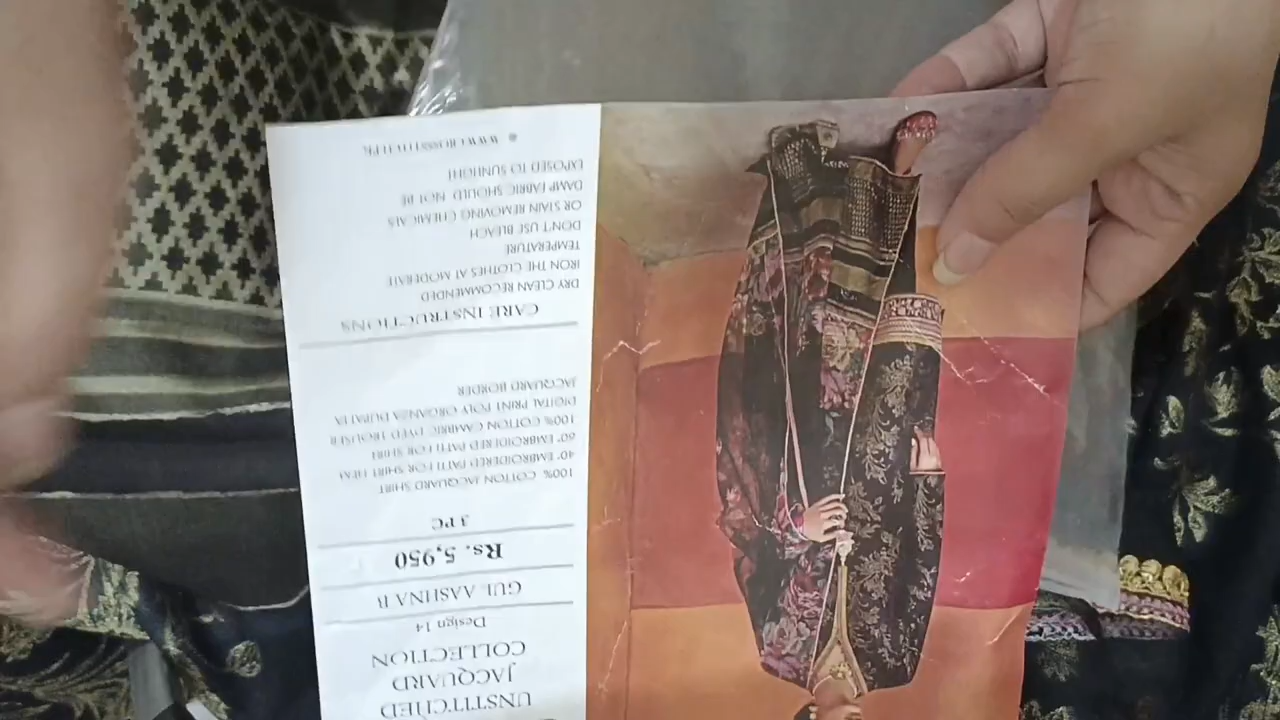 UNSTITCHED
JACQUARD
COLLECTION
Design 14
GUL AASHNA B
Rs. 5,950
3 PC
100% COTTON JACQUARD SHIRT
40" EMBROIDERED PATTI FOR SHIRT HEM
60" EMBROIDERED PATTI FOR SHIRT
100% COTTON CAMBRIC DYED TROUSER
DIGITAL PRINT POLY ORGANZA DUPATTA
JACQUARD BORDER
CARE INSTRUCTIONS
DRY CLEAN RECOMMENDED
IRON THE CLOTHES AT MODERATE
TEMPERATURE
DON'T USE BLEACH
OR STAIN REMOVING CHEMICALS
DAMP FABRIC SHOULD NOT BE
EXPOSED TO SUNLIGHT
WWW.CROSSSTITCH.PK